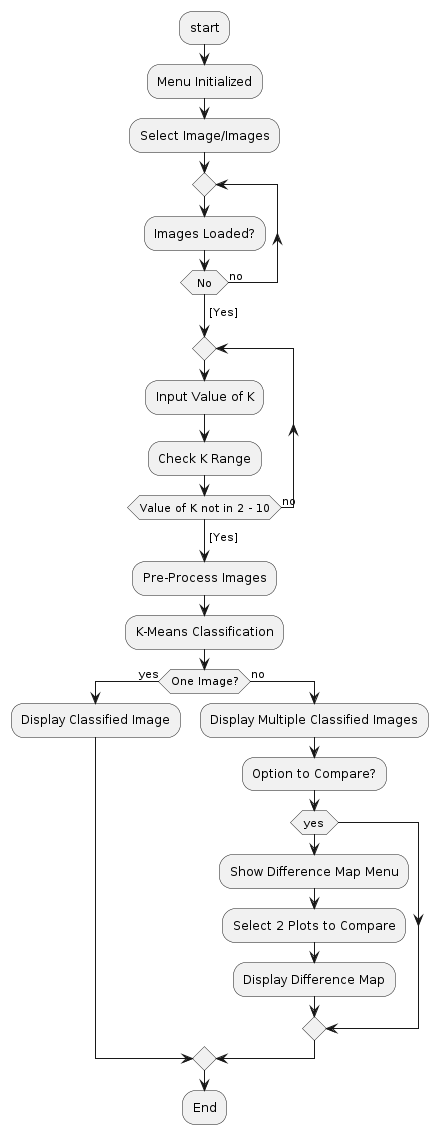 start
Menu Initialized
Select Image/Images
Images Loaded?
No
no
[Yes]
Input Value of K
Check K Range
Value of K not in 2 - 10
no
[Yes]
Pre-Process Images
K-Means Classification
yes
One Image?
no
Display Classified Image
Display Multiple Classified Images
Option to Compare?
yes
Show Difference Map Menu
Select 2 Plots to Compare
Display Difference Map
End